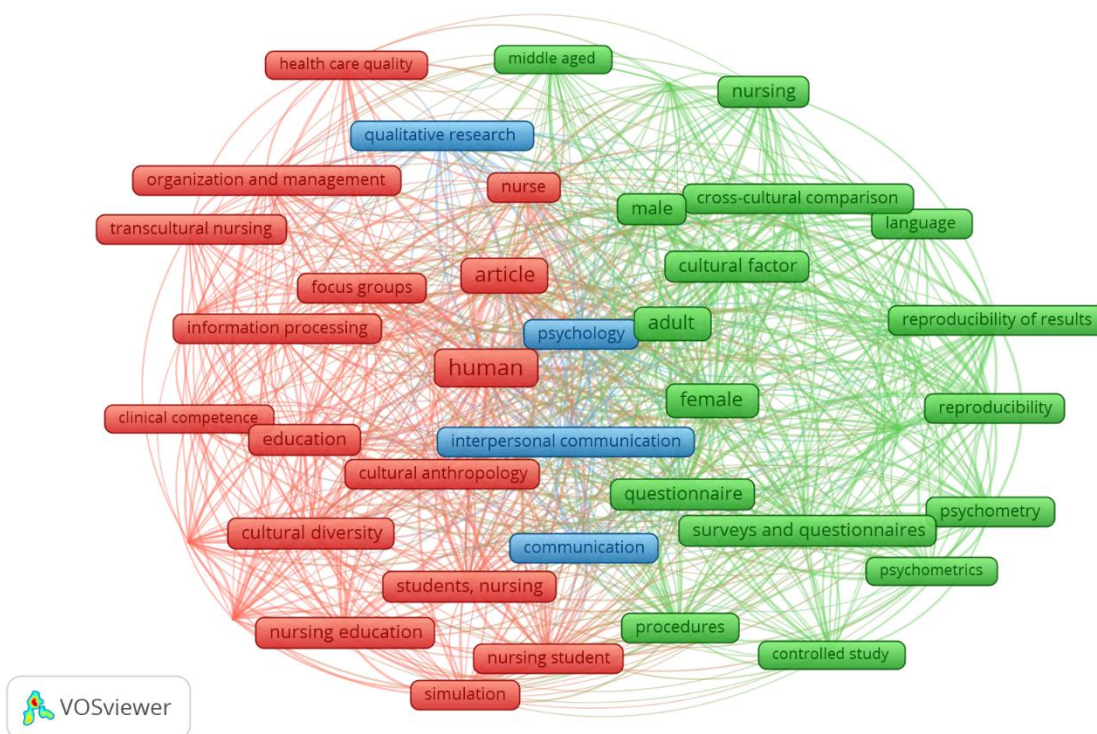 health care quality
middle aged
nursing
qualitative research
organization and management
nurse
cross-cultural comparison
male
language
transcultural nursing
article
cultural factor
focus groups
information processing
psychology
adult
reproducibility of results
human
female
reproducibility
clinical competence
education
interpersonal communication
cultural anthropology
questionnaire
psychometry
cultural diversity
surveys and questionnaires
communication
psychometrics
students, nursing
nursing education
procedures
nursing student
controlled study
simulation
VOSviewer